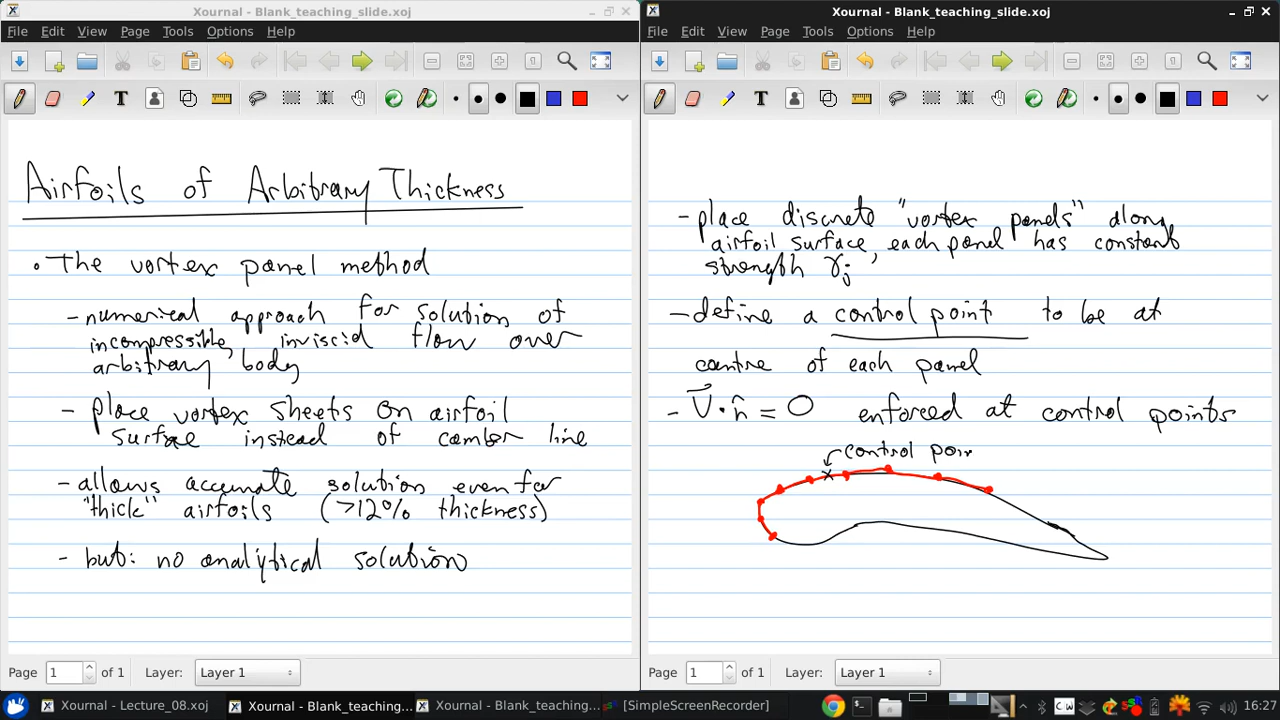 Xournal - Blank_teaching_slide.xoj
File Edit View Page Tools Options Help
Airfoils of Arbitrary Thickness
• The vortex panel method
- numerical approach for solution of
incompressible, inviscid flow over
arbitrary body
- place vortex sheets on airfoil
surface instead of camber line
- allows accurate solution even for
"thick" airfoils (>12% thickness)
- but: no analytical solution
Page 1 of 1 Layer: Layer 1
Xournal - Blank_teaching_slide.xoj
File Edit View Page Tools Options Help
- place discrete "vortex panels" along
airfoil surface, each panel has constant
strength γj
- define a control point to be at
centre of each panel
- V⃗·n̂ = 0 enforced at control points
control poin
Page 1 of 1 Layer: Layer 1
Lecture_08.xoj Blank_teaching... Blank_teaching... [SimpleScreenRecorder] 16:27